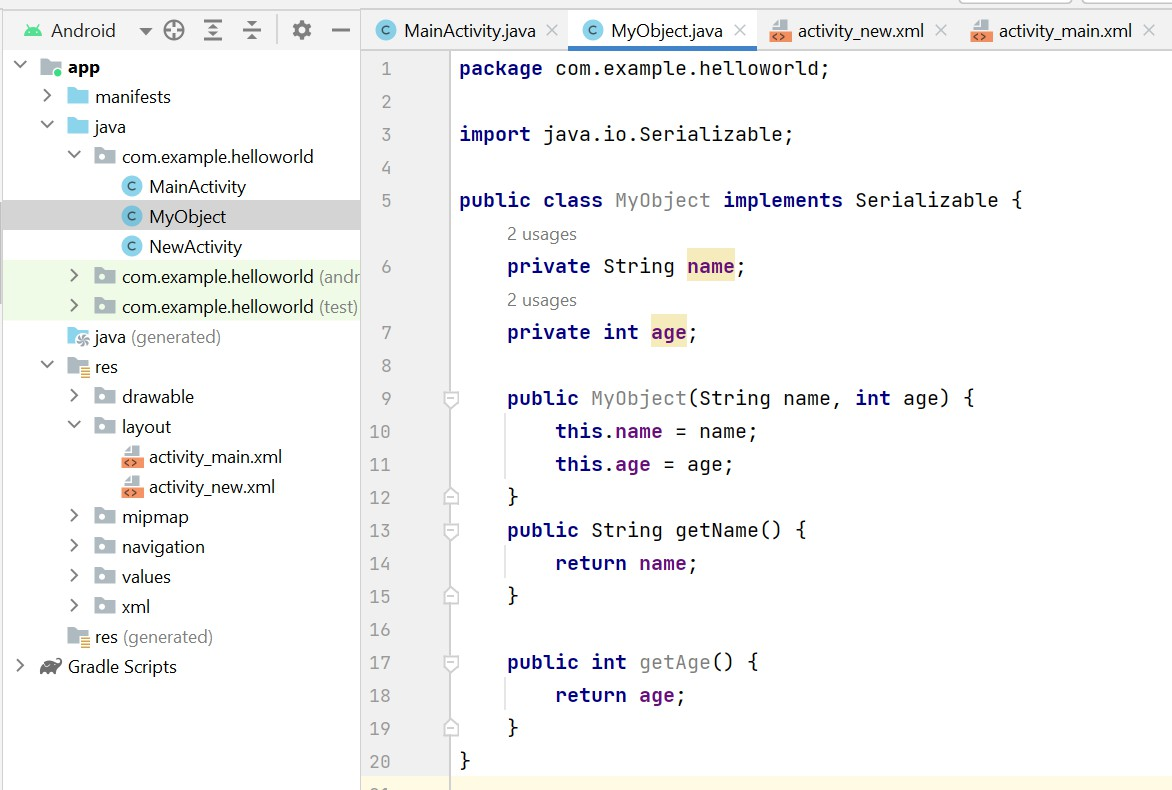 Android
app
manifests
java
com.example.helloworld
MainActivity
MyObject
NewActivity
com.example.helloworld (andr
com.example.helloworld (test)
java (generated)
res
drawable
layout
activity_main.xml
activity_new.xml
mipmap
navigation
values
xml
res (generated)
Gradle Scripts
MainActivity.java MyObject.java activity_new.xml activity_main.xml
1 package com.example.helloworld;
2
3 import java.io.Serializable;
4
5 public class MyObject implements Serializable {
2 usages
6 private String name;
2 usages
7 private int age;
8
9 public MyObject(String name, int age) {
10 this.name = name;
11 this.age = age;
12 }
13 public String getName() {
14 return name;
15 }
16
17 public int getAge() {
18 return age;
19 }
20 }